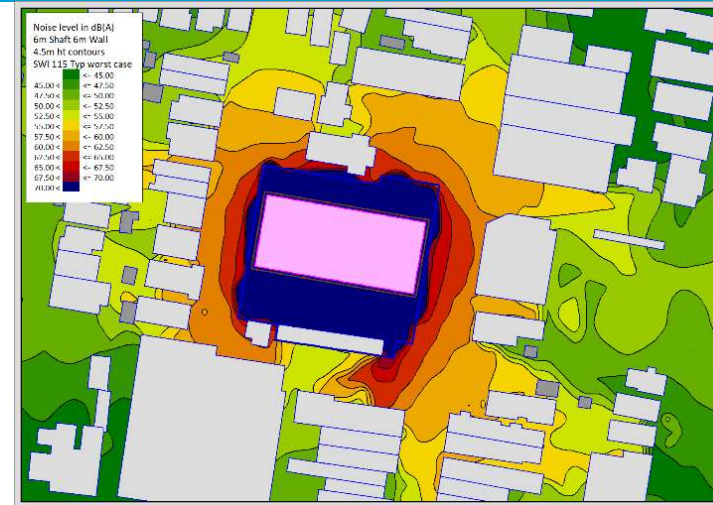 Noise level in dB(A)
6m Shaft 6m Wall
4.5m ht contours
SWI 115 Typ worst case
<- 45.00
45.00 < <- 47.50
47.50 < <- 50.00
50.00 < <- 52.50
52.50 < <- 55.00
55.00 < <- 57.50
57.50 < <- 60.00
60.00 < <- 62.50
62.50 < <- 65.00
65.00 < <- 67.50
67.50 < <- 70.00
70.00 <